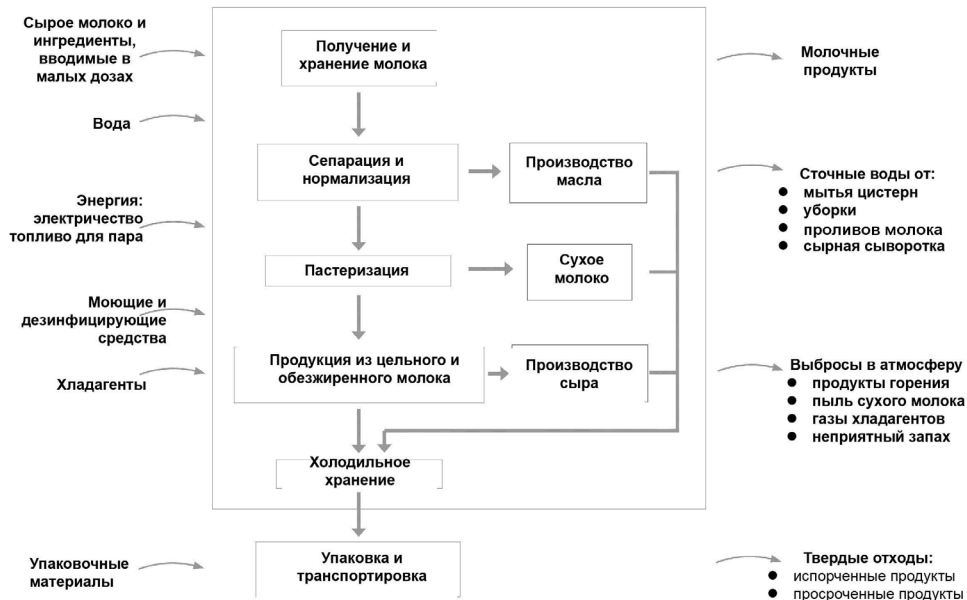 Сырое молоко и
ингредиенты,
вводимые в
малых дозах
Вода
Энергия:
электричество
топливо для пара
Моющие и
дезинфицирующие
средства
Хладагенты
Упаковочные
материалы
Получение и
хранение молока
Сепарация и
нормализация
Производство
масла
Пастеризация
Сухое
молоко
Продукция из цельного и
обезжиренного молока
Производство
сыра
Холодильное
хранение
Упаковка и
транспортировка
Молочные
продукты
Сточные воды от:
● мытья цистерн
● уборки
● проливов молока
● сырная сыворотка
Выбросы в атмосферу
● продукты горения
● пыль сухого молока
● газы хладагентов
● неприятный запах
Твердые отходы:
● испорченные продукты
● просроченные продукты